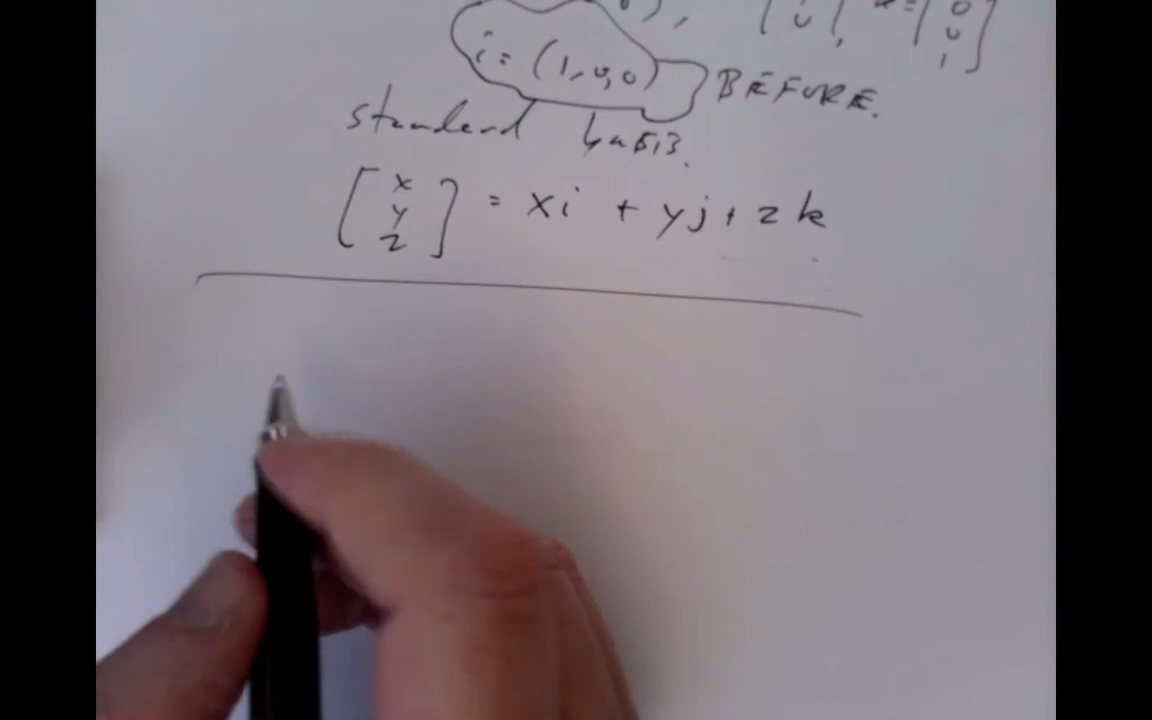 i = (1,0,0) BEFORE.
standard basis.
[x y z] = xi + yj + zk